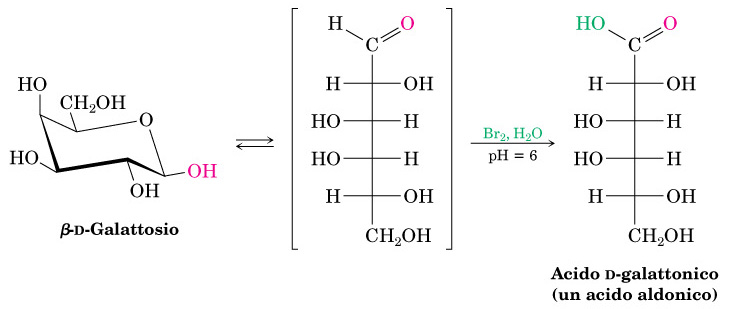 HO
CH₂OH
O
HO
OH
OH
β-D-Galattosio
H O
C
H OH
HO H
HO H
H OH
CH₂OH
Br₂, H₂O
pH = 6
HO O
C
H OH
HO H
HO H
H OH
CH₂OH
Acido D-galattonico
(un acido aldonico)